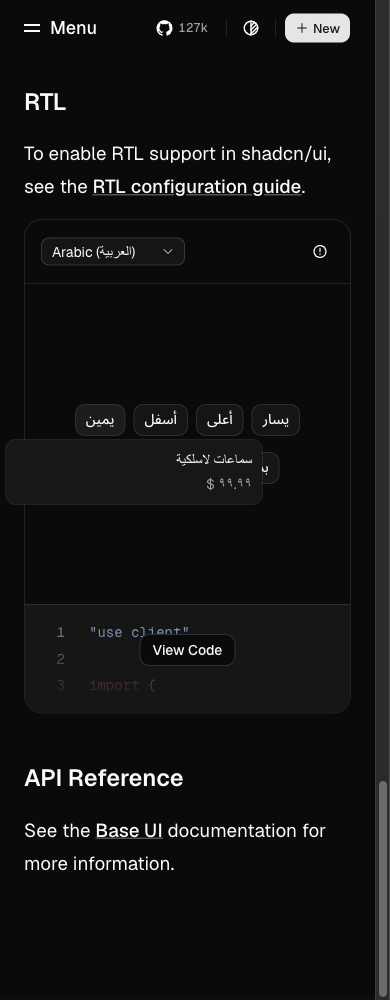 Menu
127k
New
RTL
To enable RTL support in shadcn/ui,
see the RTL configuration guide.
Arabic (العربية)
يسار
أعلى
أسفل
يمين
سماعات لاسلكية
٩٩.٩٩ $
1 "use client"
2
3 import {
View Code
API Reference
See the Base UI documentation for
more information.